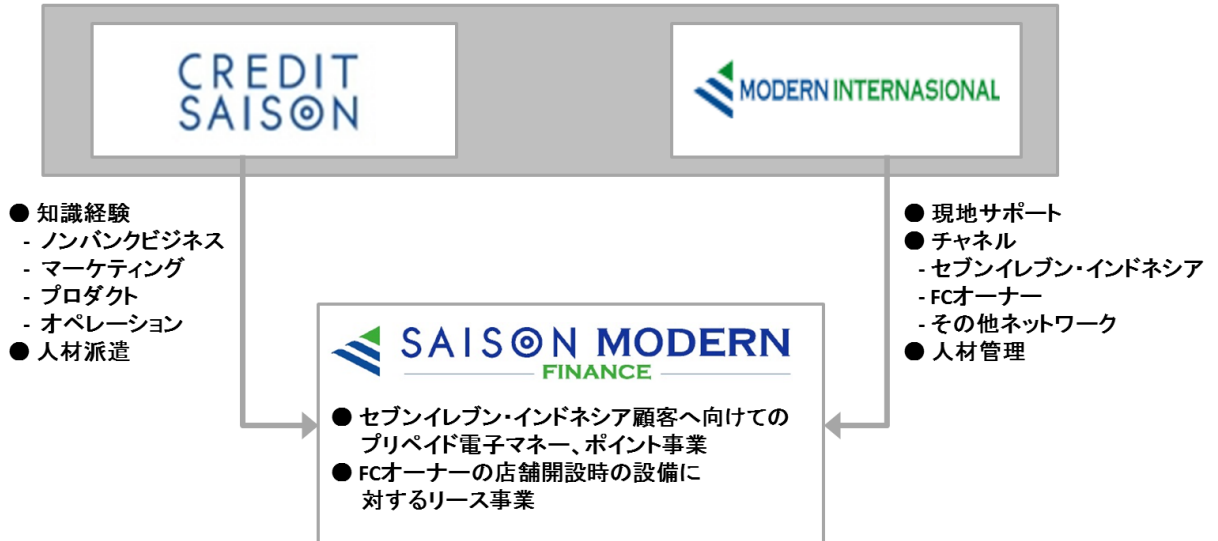 CREDIT
SAISON
MODERN INTERNASIONAL
● 知識経験
- ノンバンクビジネス
- マーケティング
- プロダクト
- オペレーション
● 人材派遣
● 現地サポート
● チャネル
- セブンイレブン・インドネシア
- FCオーナー
- その他ネットワーク
● 人材管理
SAISON MODERN
FINANCE
● セブンイレブン・インドネシア顧客へ向けての
プリペイド電子マネー、ポイント事業
● FCオーナーの店舗開設時の設備に
対するリース事業